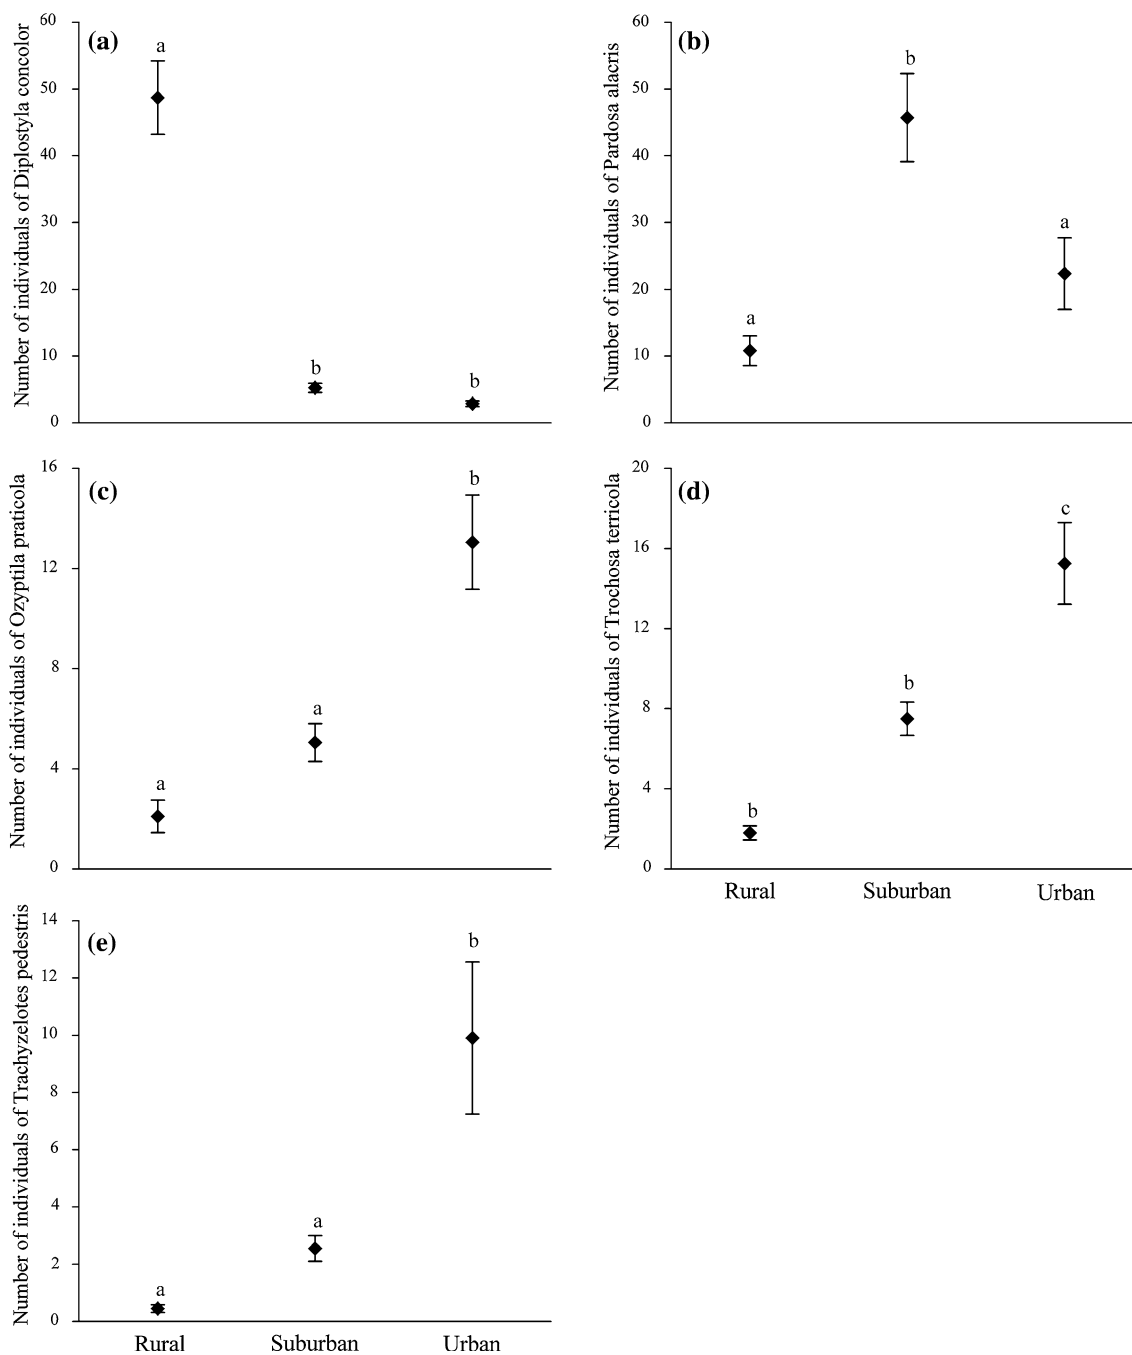 (a)
Number of individuals of Diplostyla concolor
60
50
40
30
20
10
0
a
b
b
(b)
Number of individuals of Pardosa alacris
60
50
40
30
20
10
0
a
b
a
(c)
Number of individuals of Ozyptila praticola
16
12
8
4
0
a
a
b
(d)
Number of individuals of Trochosa terricola
20
16
12
8
4
0
b
b
c
Rural Suburban Urban
(e)
Number of individuals of Trachyzelotes pedestris
14
12
10
8
6
4
2
0
a
a
b
Rural Suburban Urban